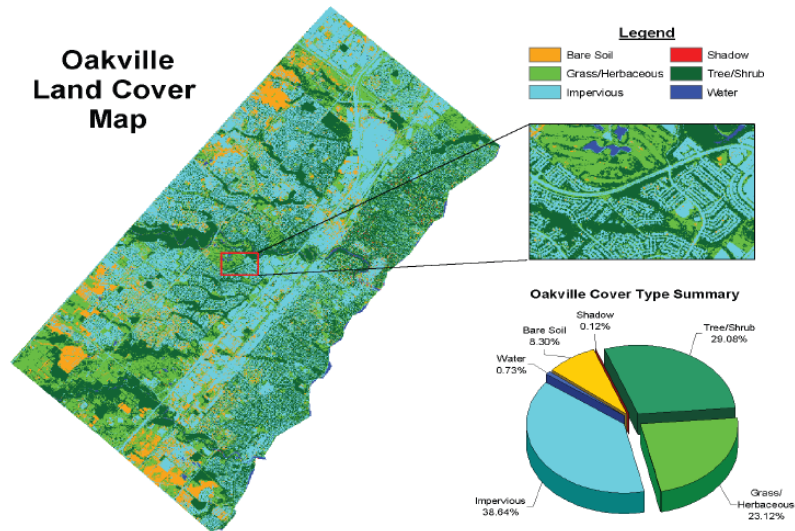 Oakville
Land Cover
Map
Legend
Bare Soil
Shadow
Grass/Herbaceous
Tree/Shrub
Impervious
Water
Oakville Cover Type Summary
Shadow
0.12%
Tree/Shrub
29.08%
Bare Soil
8.30%
Water
0.73%
Impervious
38.64%
Grass/
Herbaceous
23.12%